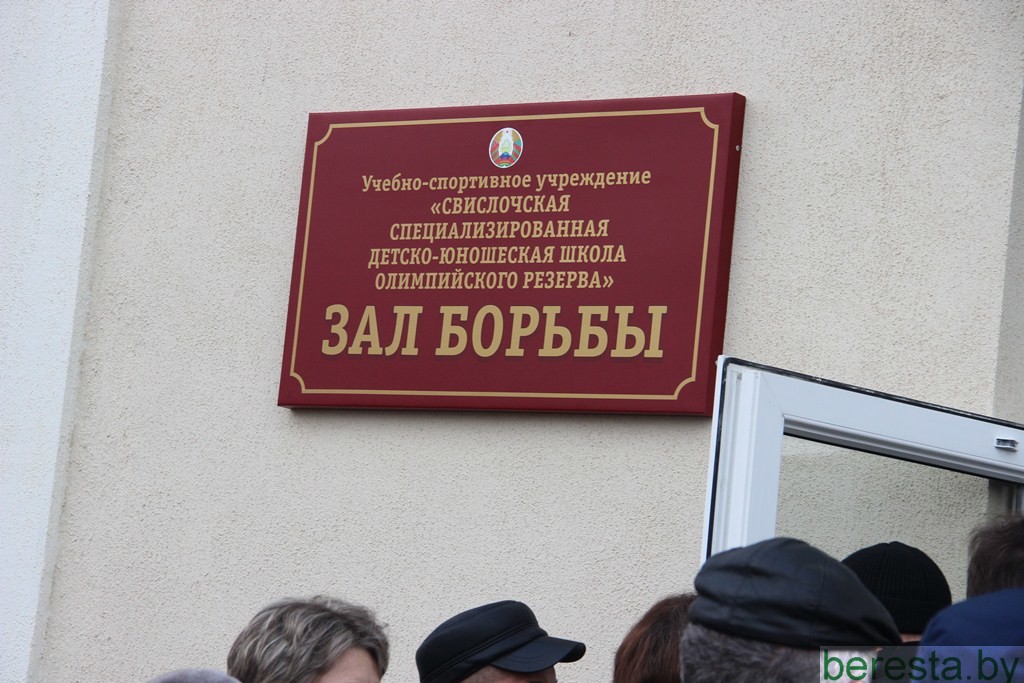 Учебно-спортивное учреждение
«СВИСЛОЧСКАЯ
СПЕЦИАЛИЗИРОВАННАЯ
ДЕТСКО-ЮНОШЕСКАЯ ШКОЛА
ОЛИМПИЙСКОГО РЕЗЕРВА»
ЗАЛ БОРЬБЫ
beresta.by